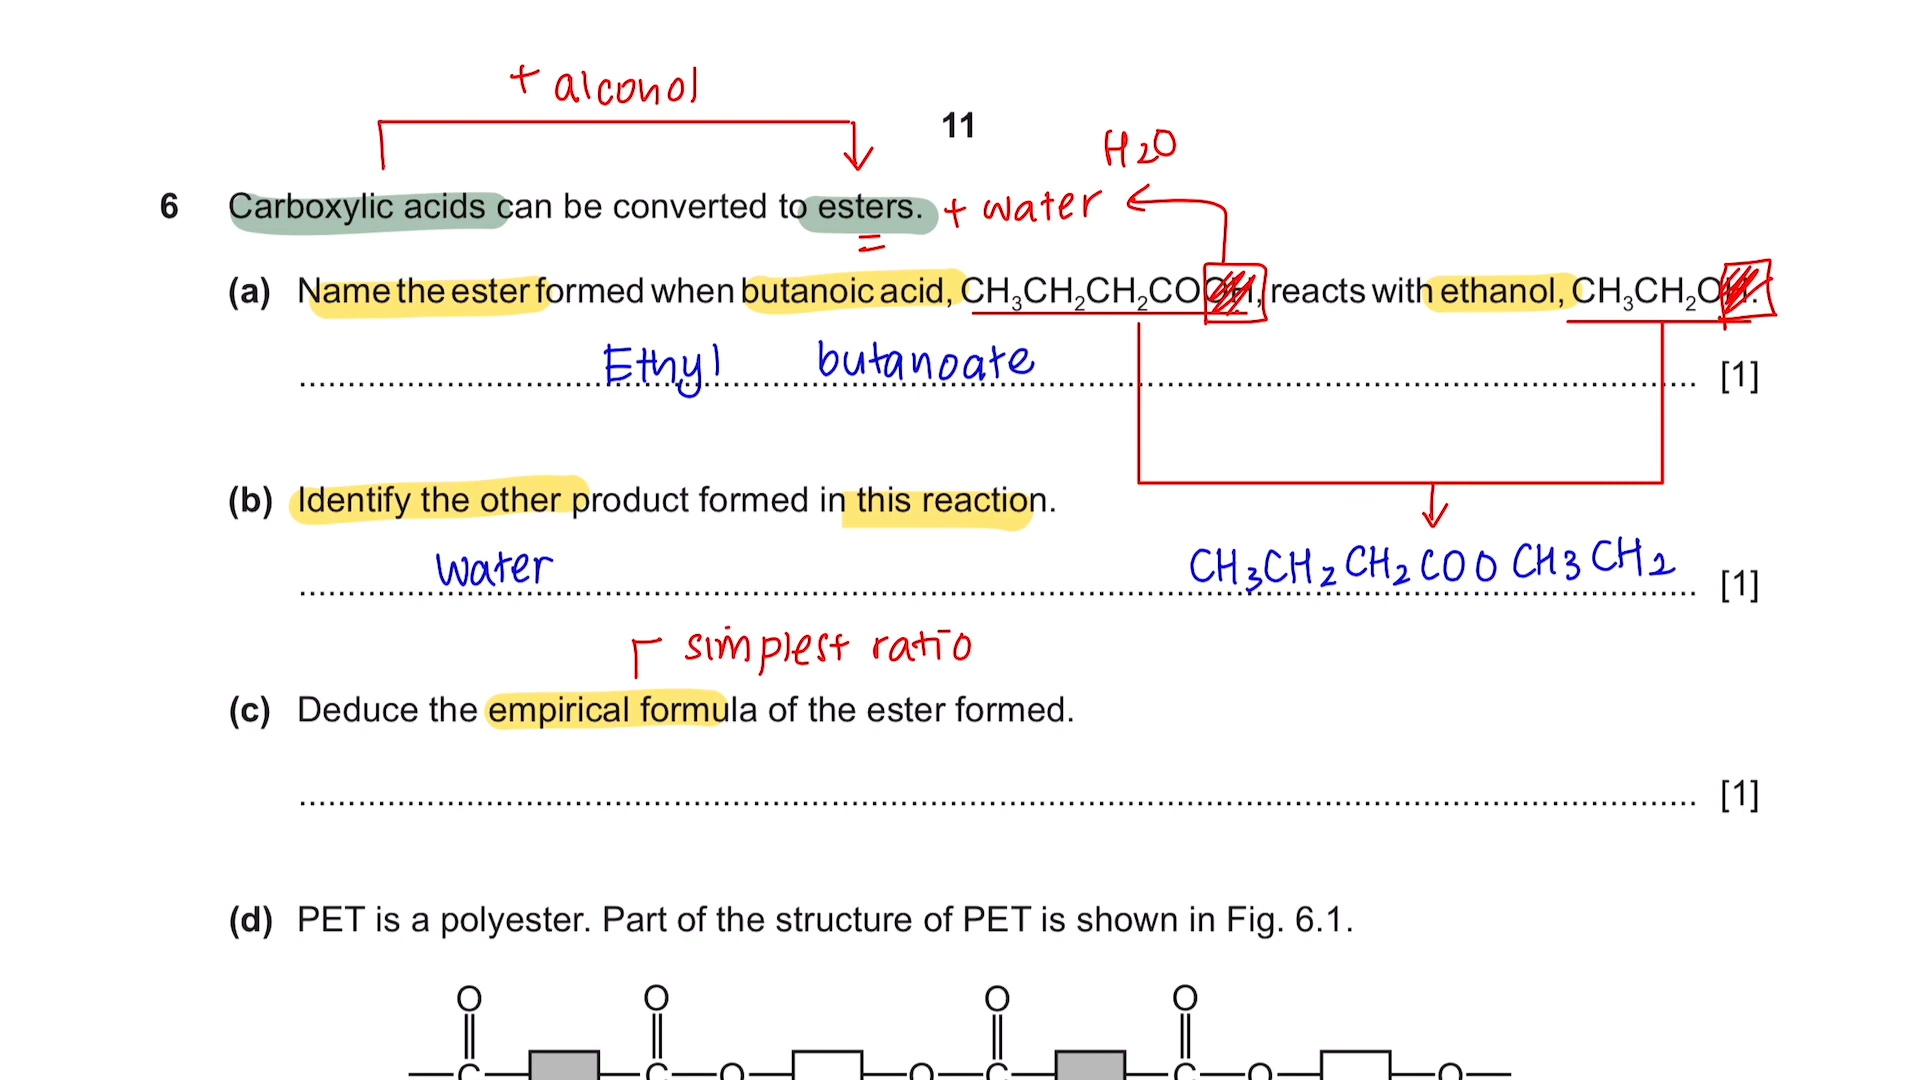 + alconol
11
H2O
6 Carboxylic acids can be converted to esters. + water
(a) Name the ester formed when butanoic acid, CH₃CH₂CH₂COOH, reacts with ethanol, CH₃CH₂OH.
Ethyl butanoate [1]
(b) Identify the other product formed in this reaction.
water CH₃CH₂CH₂COOCH₃CH₂ [1]
simplest ratio
(c) Deduce the empirical formula of the ester formed.
[1]
(d) PET is a polyester. Part of the structure of PET is shown in Fig. 6.1.
O O O O
C C O O C C O O